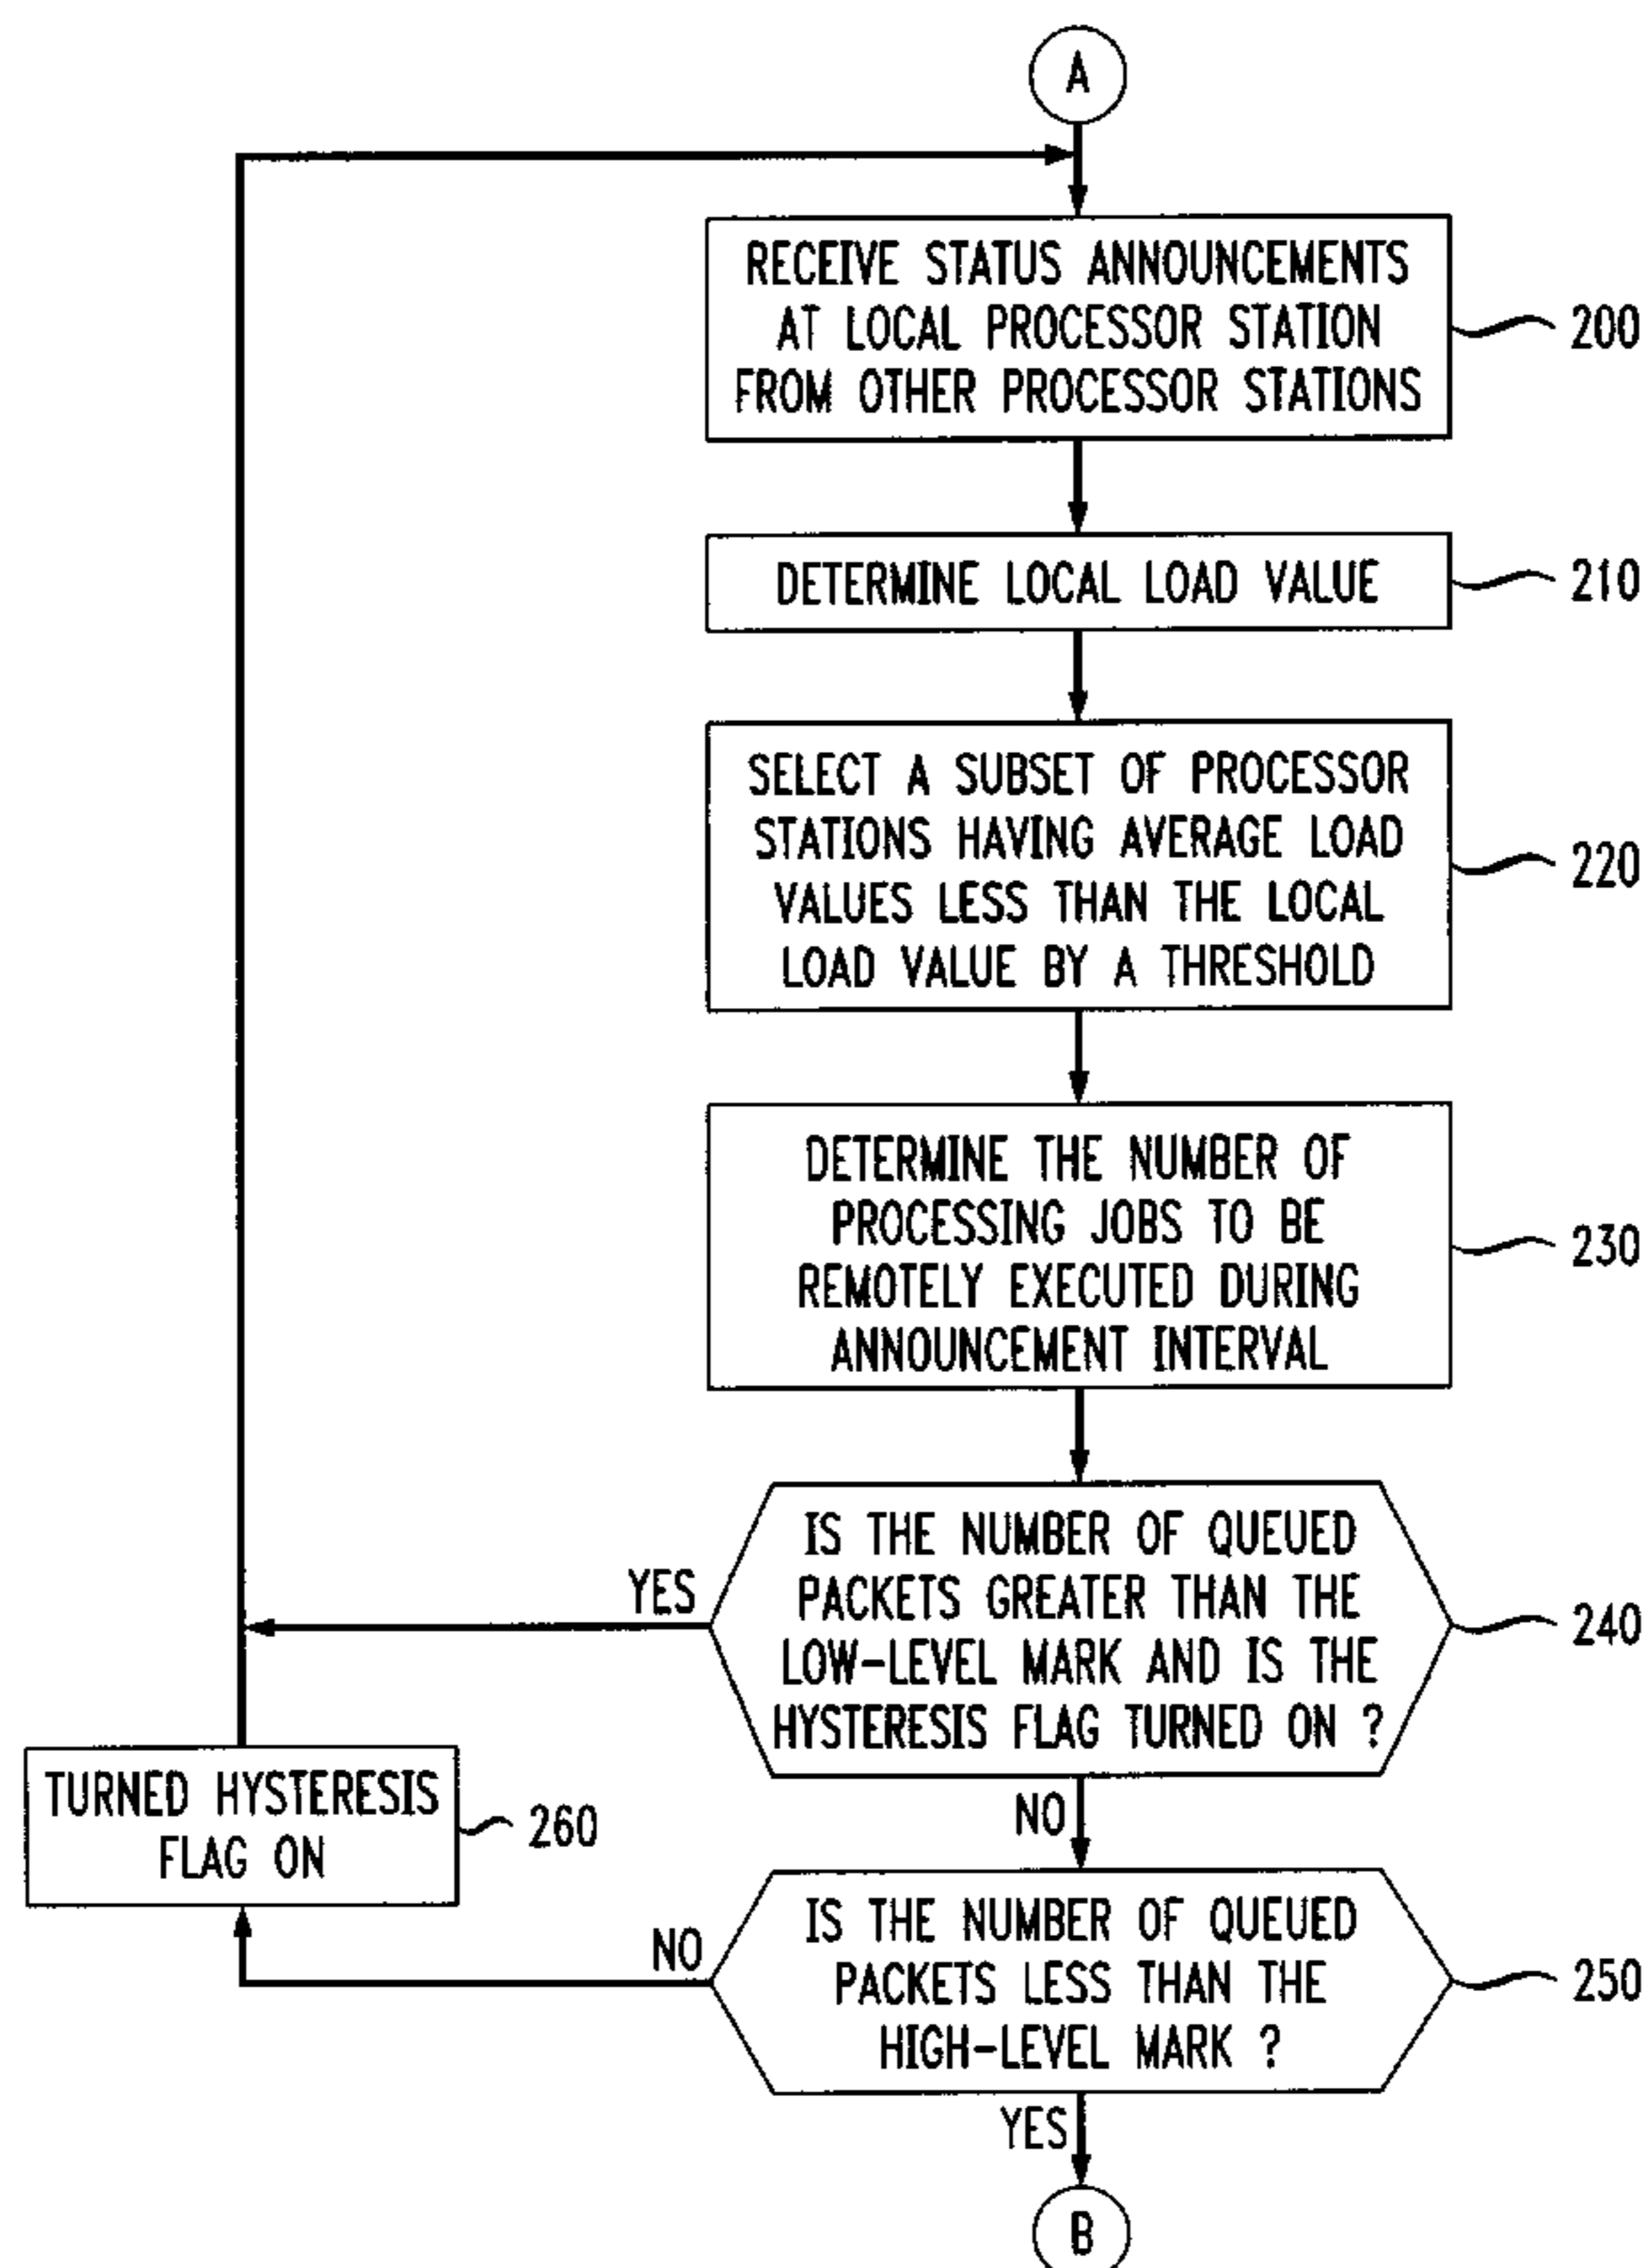 A
RECEIVE STATUS ANNOUNCEMENTS
AT LOCAL PROCESSOR STATION
FROM OTHER PROCESSOR STATIONS
200
DETERMINE LOCAL LOAD VALUE
210
SELECT A SUBSET OF PROCESSOR
STATIONS HAVING AVERAGE LOAD
VALUES LESS THAN THE LOCAL
LOAD VALUE BY A THRESHOLD
220
DETERMINE THE NUMBER OF
PROCESSING JOBS TO BE
REMOTELY EXECUTED DURING
ANNOUNCEMENT INTERVAL
230
IS THE NUMBER OF QUEUED
PACKETS GREATER THAN THE
LOW-LEVEL MARK AND IS THE
HYSTERESIS FLAG TURNED ON ?
240
YES
NO
TURNED HYSTERESIS
FLAG ON
260
IS THE NUMBER OF QUEUED
PACKETS LESS THAN THE
HIGH-LEVEL MARK ?
250
NO
YES
B